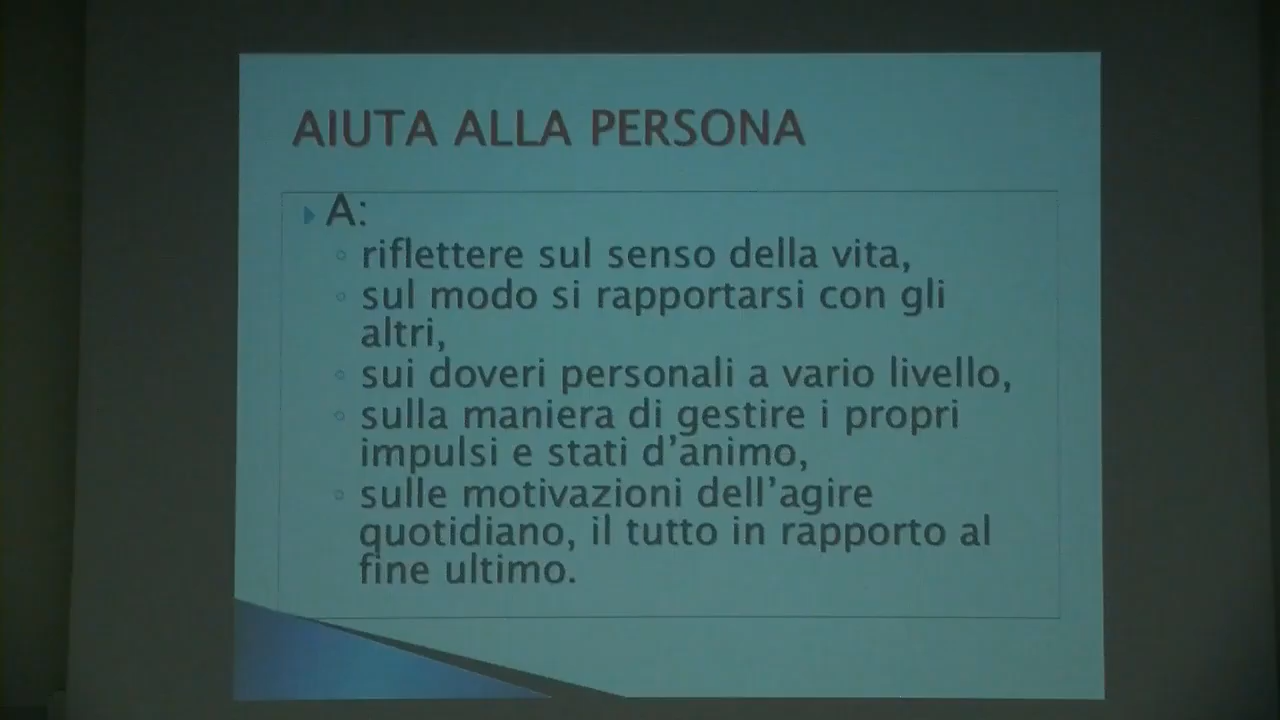 AIUTA ALLA PERSONA
A:
riflettere sul senso della vita,
sul modo si rapportarsi con gli
altri,
sui doveri personali a vario livello,
sulla maniera di gestire i propri
impulsi e stati d’animo,
sulle motivazioni dell’agire
quotidiano, il tutto in rapporto al
fine ultimo.